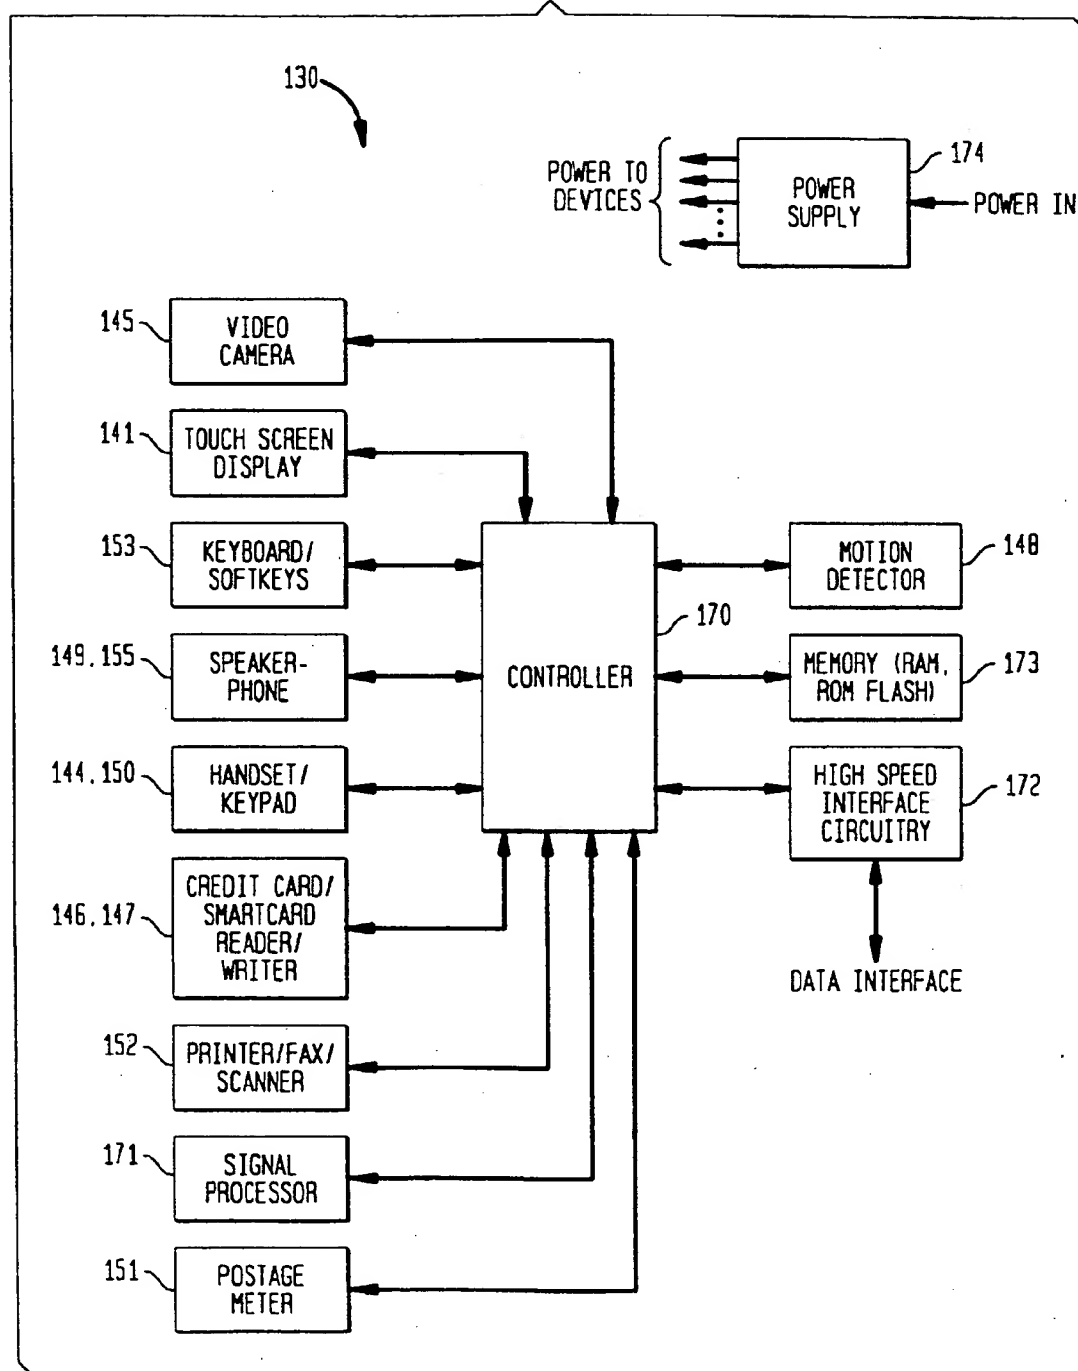 130
POWER TO
DEVICES
POWER
SUPPLY
174
POWER IN
145
VIDEO
CAMERA
141
TOUCH SCREEN
DISPLAY
153
KEYBOARD/
SOFTKEYS
149,155
SPEAKER-
PHONE
144,150
HANDSET/
KEYPAD
146,147
CREDIT CARD/
SMARTCARD
READER/
WRITER
152
PRINTER/FAX/
SCANNER
171
SIGNAL
PROCESSOR
151
POSTAGE
METER
CONTROLLER
170
MOTION
DETECTOR
148
MEMORY (RAM,
ROM FLASH)
173
HIGH SPEED
INTERFACE
CIRCUITRY
172
DATA INTERFACE